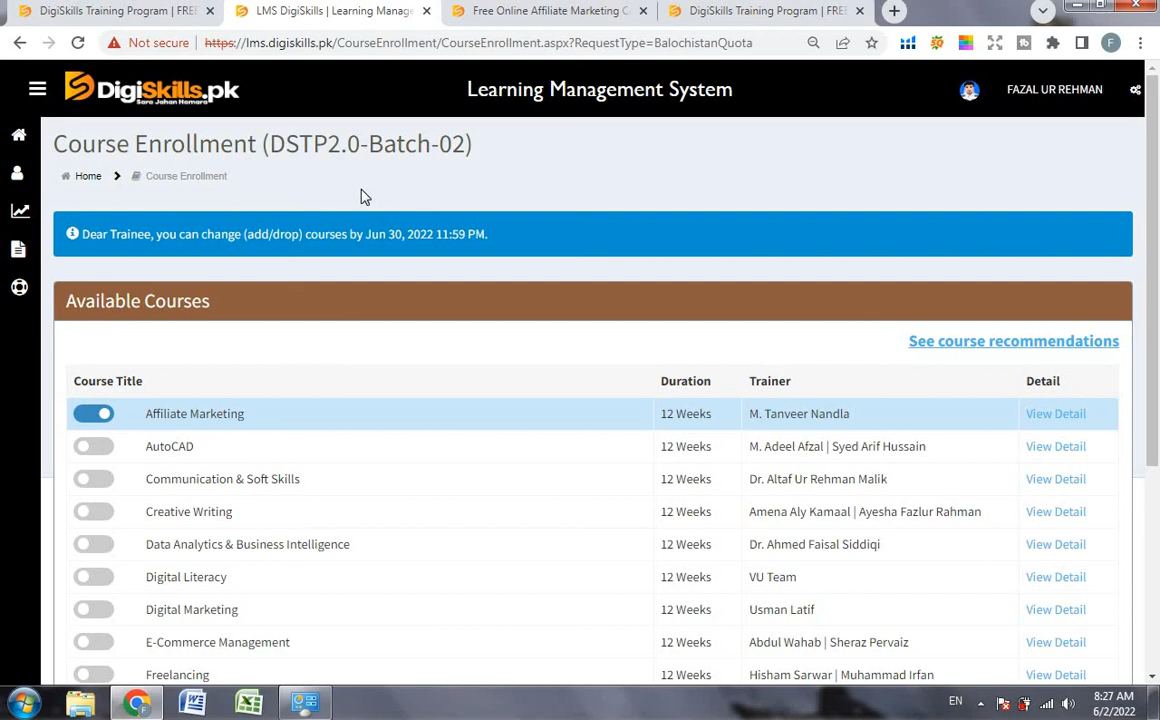 DigiSkills Training Program | FREE
LMS DigiSkills | Learning Manage
Free Online Affiliate Marketing C
DigiSkills Training Program | FREE
Not secure
https://lms.digiskills.pk/CourseEnrollment/CourseEnrollment.aspx?RequestType=BalochistanQuota
F
DigiSkills.pk
Sara Jahan Hamara
Learning Management System
FAZAL UR REHMAN
Course Enrollment (DSTP2.0-Batch-02)
Home
Course Enrollment
Dear Trainee, you can change (add/drop) courses by Jun 30, 2022 11:59 PM.
Available Courses
See course recommendations
Course Title Duration Trainer Detail
Affiliate Marketing 12 Weeks M. Tanveer Nandla View Detail
AutoCAD 12 Weeks M. Adeel Afzal | Syed Arif Hussain View Detail
Communication & Soft Skills 12 Weeks Dr. Altaf Ur Rehman Malik View Detail
Creative Writing 12 Weeks Amena Aly Kamaal | Ayesha Fazlur Rahman View Detail
Data Analytics & Business Intelligence 12 Weeks Dr. Ahmed Faisal Siddiqi View Detail
Digital Literacy 12 Weeks VU Team View Detail
Digital Marketing 12 Weeks Usman Latif View Detail
E-Commerce Management 12 Weeks Abdul Wahab | Sheraz Pervaiz View Detail
Freelancing 12 Weeks Hisham Sarwar | Muhammad Irfan View Detail
EN
8:27 AM
6/2/2022